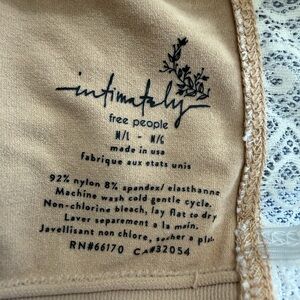 intimately
free people
M/L - M/G
made in usa
fabrique aux etats unis
92% nylon 8% spandex/ elasthanne
Machine wash cold gentle cycle.
Non-chlorine bleach, lay flat to dry
Laver separement a la main.
Javellisant non chlore, secher a plat
RN#66170 CA#32054